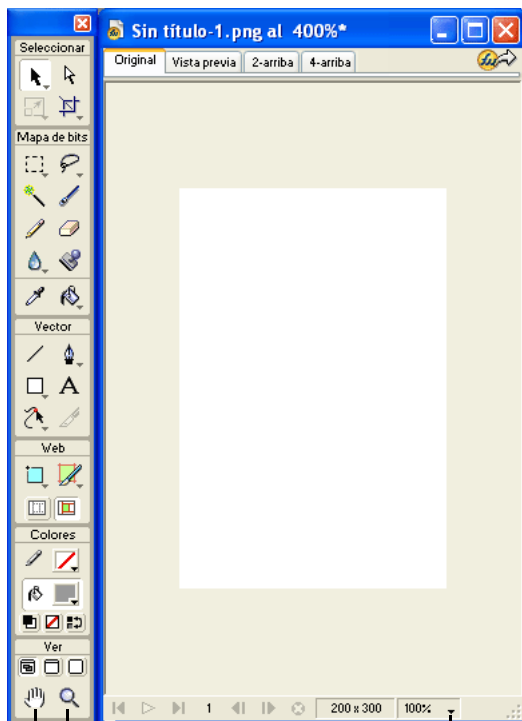 Sin título-1.png al 400%*
Seleccionar
Original Vista previa 2-arriba 4-arriba
Mapa de bits
Vector
A
Web
Colores
Ver
1 200 x 300 100%